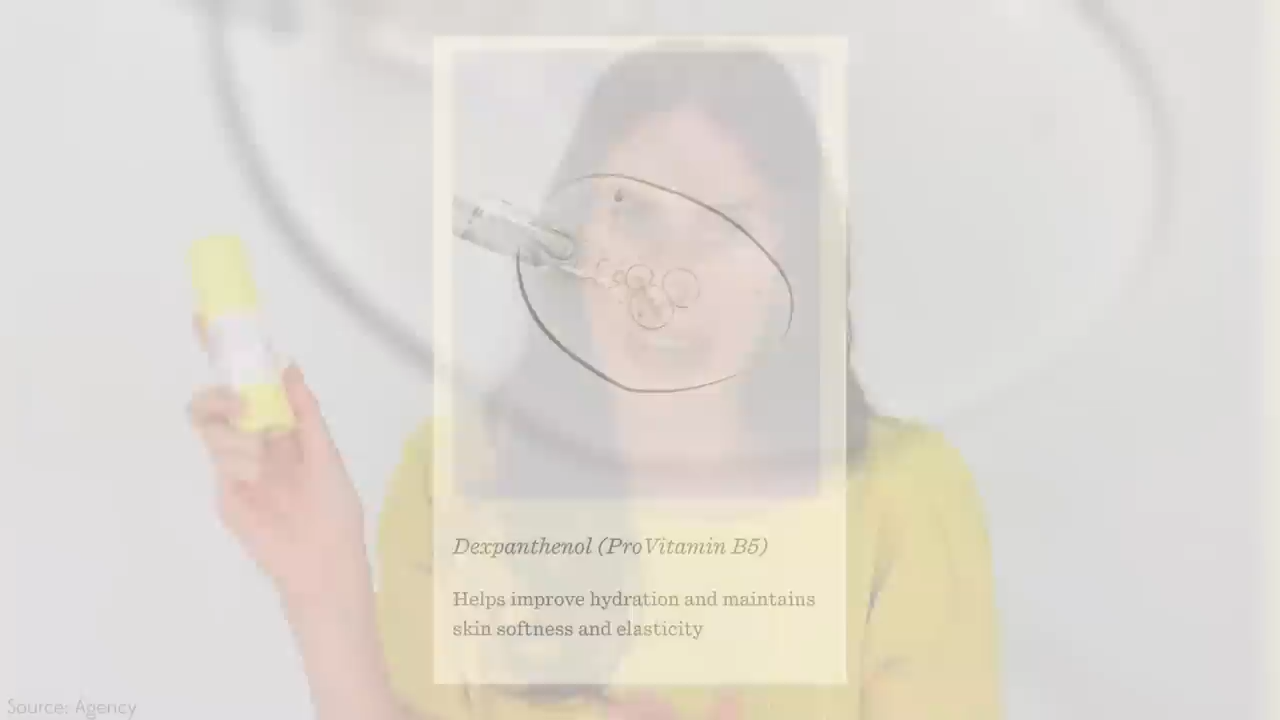 Dexpanthenol (ProVitamin B5)
Helps improve hydration and maintains
skin softness and elasticity
Source: Agency